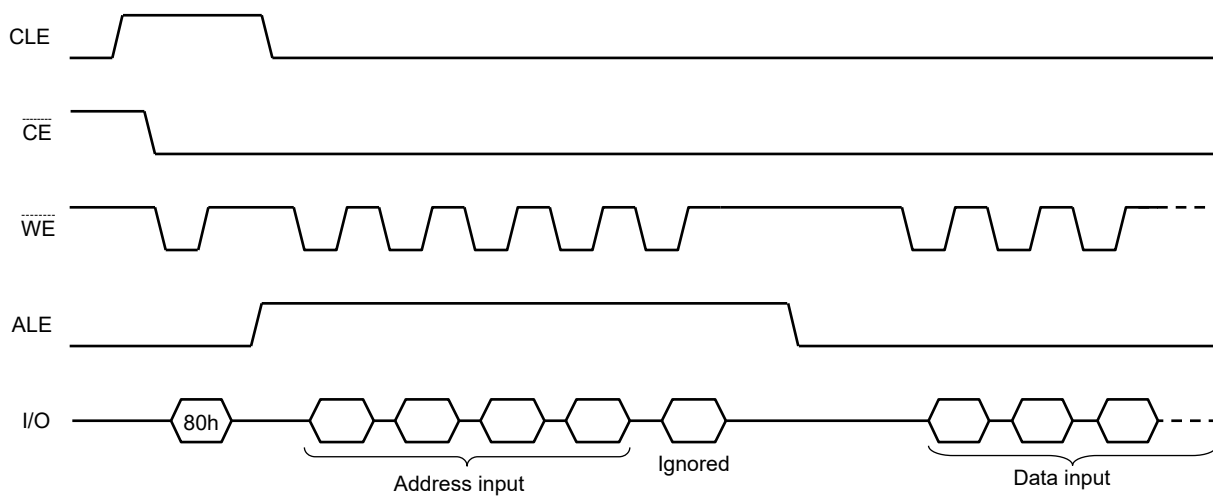 CLE
CE
WE
ALE
I/O
80h
Address input
Ignored
Data input